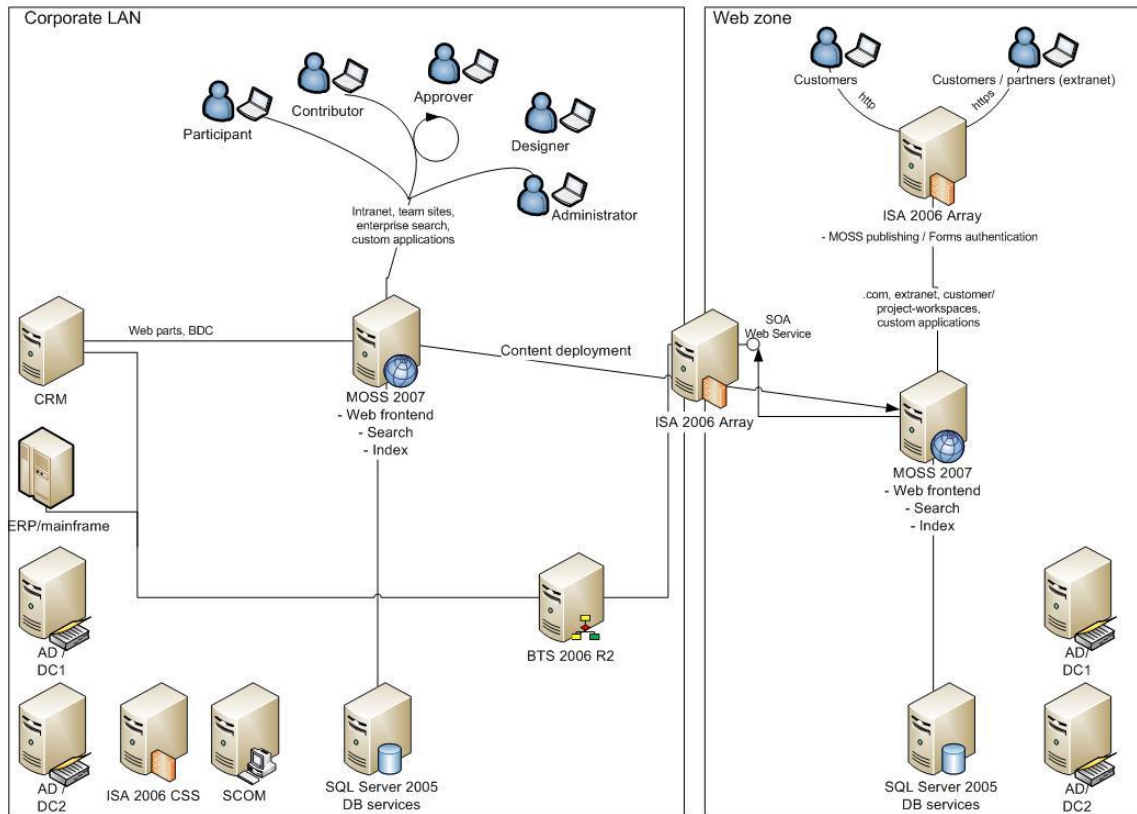 Corporate LAN
Participant
Contributor
Approver
Designer
Administrator
Intranet, team sites,
enterprise search,
custom applications
CRM
Web parts, BDC
MOSS 2007
- Web frontend
- Search
- Index
Content deployment
ERP/mainframe
AD /
DC1
AD /
DC2
ISA 2006 CSS
SCOM
SQL Server 2005
DB services
BTS 2006 R2
ISA 2006 Array
SOA
Web Service
Web zone
Customers
http
Customers / partners (extranet)
https
ISA 2006 Array
- MOSS publishing / Forms authentication
.com, extranet, customer/
project-workspaces,
custom applications
MOSS 2007
- Web frontend
- Search
- Index
SQL Server 2005
DB services
AD/
DC1
AD/
DC2